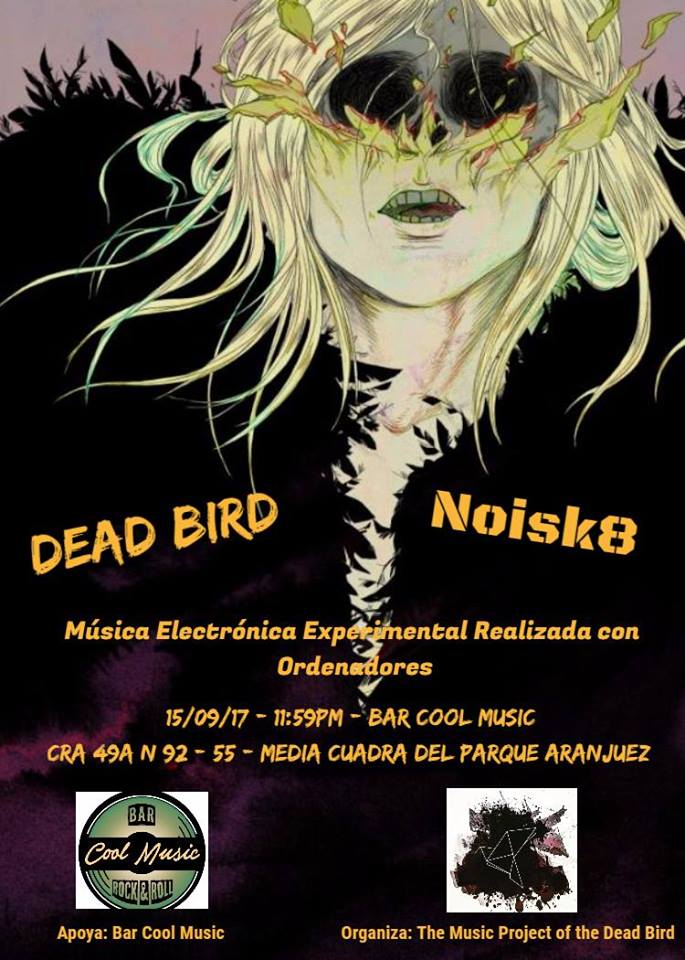 DEAD BIRD
Noisk8
Música Electrónica Experimental Realizada con
Ordenadores
15/09/17 - 11:59PM - BAR COOL MUSIC
CRA 49A N 92 - 55 - MEDIA CUADRA DEL PARQUE ARANJUEZ
BAR
Cool Music
ROCK & ROLL
Apoya: Bar Cool Music
Organiza: The Music Project of the Dead Bird